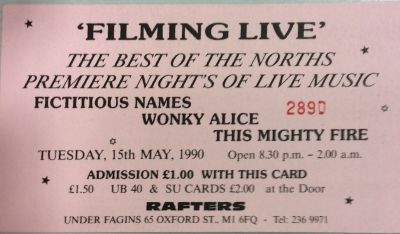 'FILMING LIVE'
THE BEST OF THE NORTHS
PREMIERE NIGHT'S OF LIVE MUSIC
FICTITIOUS NAMES
2890
WONKY ALICE
THIS MIGHTY FIRE
TUESDAY, 15th MAY, 1990 Open 8.30 p.m. - 2.00 a.m.
ADMISSION £1.00 WITH THIS CARD
£1.50 UB 40 & SU CARDS £2.00 at the Door
RAFTERS
UNDER FAGINS 65 OXFORD ST., M1 6FQ - Tel: 236 9971